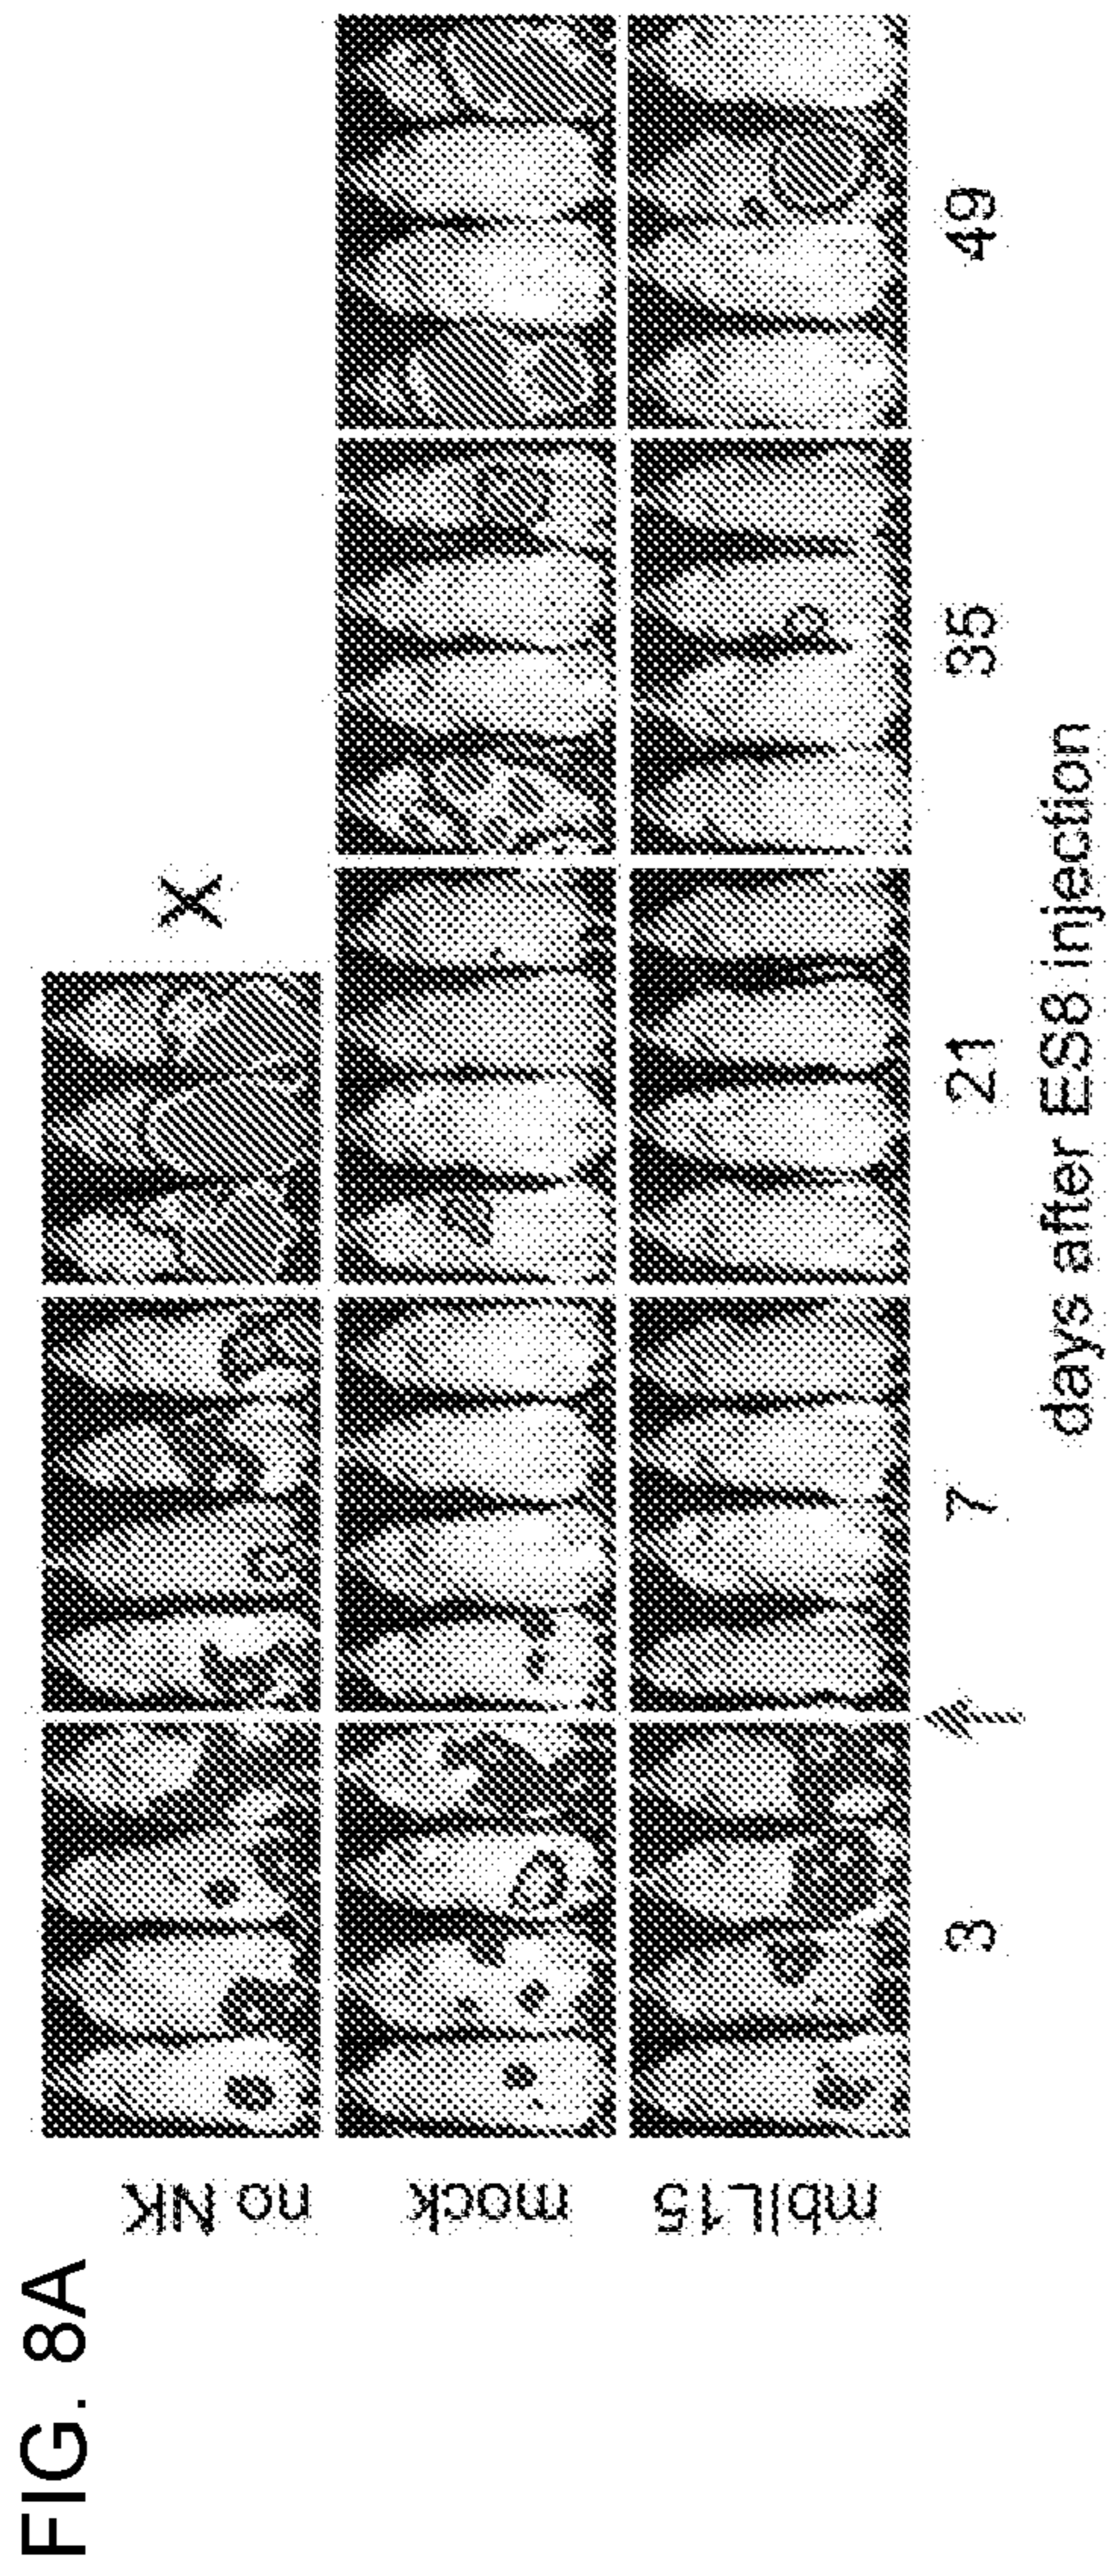 FIG. 8A
no NK
X
mock
mbIL15
3
7
21
35
49
days after ES8 injection